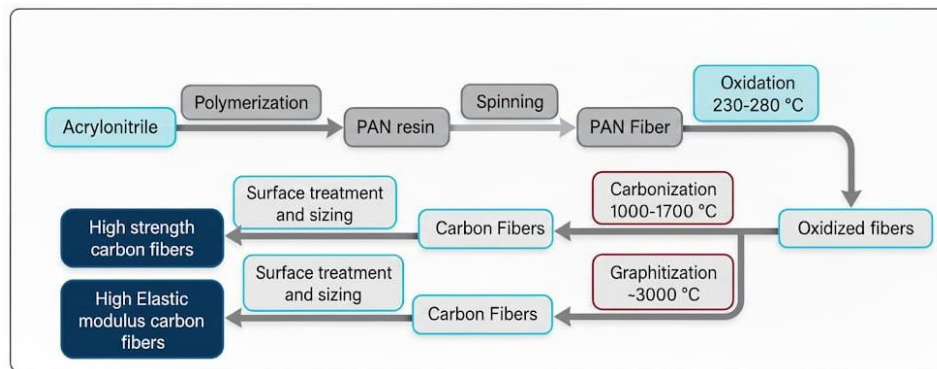 Acrylonitrile
Polymerization
PAN resin
Spinning
PAN Fiber
Oxidation
230-280 °C
Oxidized fibers
Carbonization
1000-1700 °C
Carbon Fibers
Surface treatment
and sizing
High strength
carbon fibers
Graphitization
~3000 °C
Carbon Fibers
Surface treatment
and sizing
High Elastic
modulus carbon
fibers